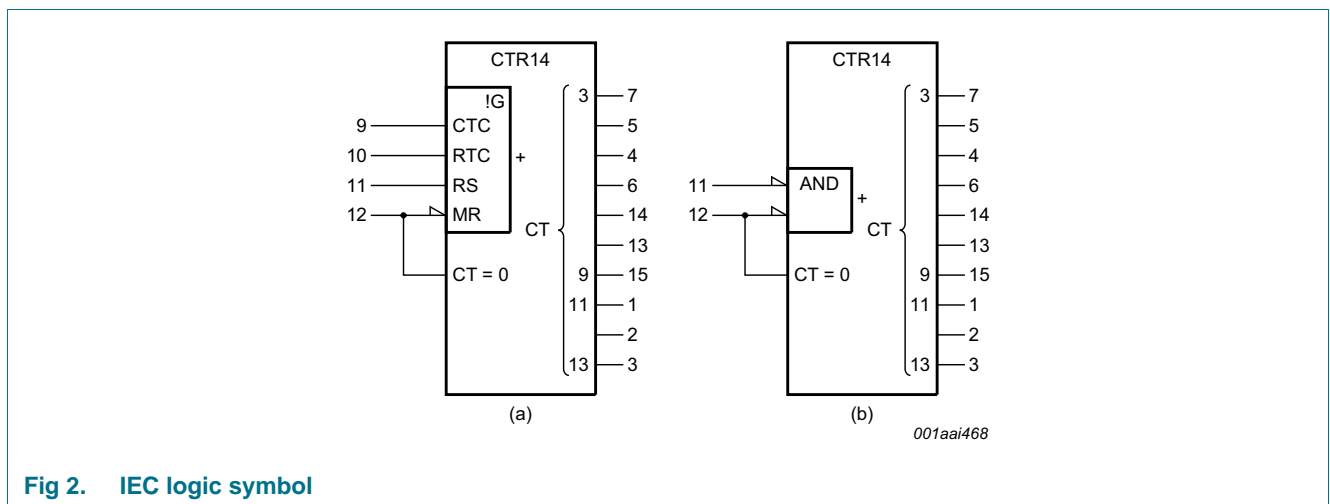 CTR14 CTR14
!G 3 7 3 7
9 CTC 5 5
10 RTC + 4 4
11 RS 6 11 AND 6
12 MR 14 12 + 14
CT CT
13 13
CT = 0 9 15 CT = 0 9 15
11 1 11 1
2 2
13 3 13 3
(a) (b)
001aai468
Fig 2. IEC logic symbol